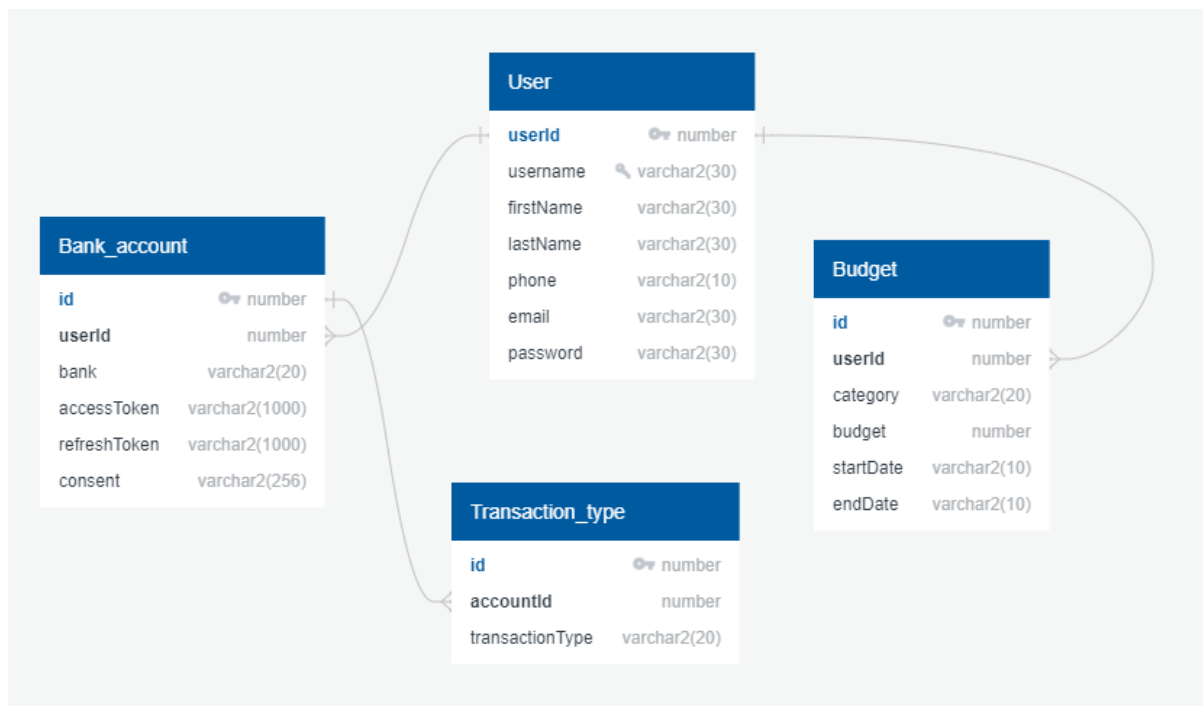 User
userId number
username varchar2(30)
firstName varchar2(30)
lastName varchar2(30)
phone varchar2(10)
email varchar2(30)
password varchar2(30)
Bank_account
id number
userId number
bank varchar2(20)
accessToken varchar2(1000)
refreshToken varchar2(1000)
consent varchar2(256)
Budget
id number
userId number
category varchar2(20)
budget number
startDate varchar2(10)
endDate varchar2(10)
Transaction_type
id number
accountId number
transactionType varchar2(20)